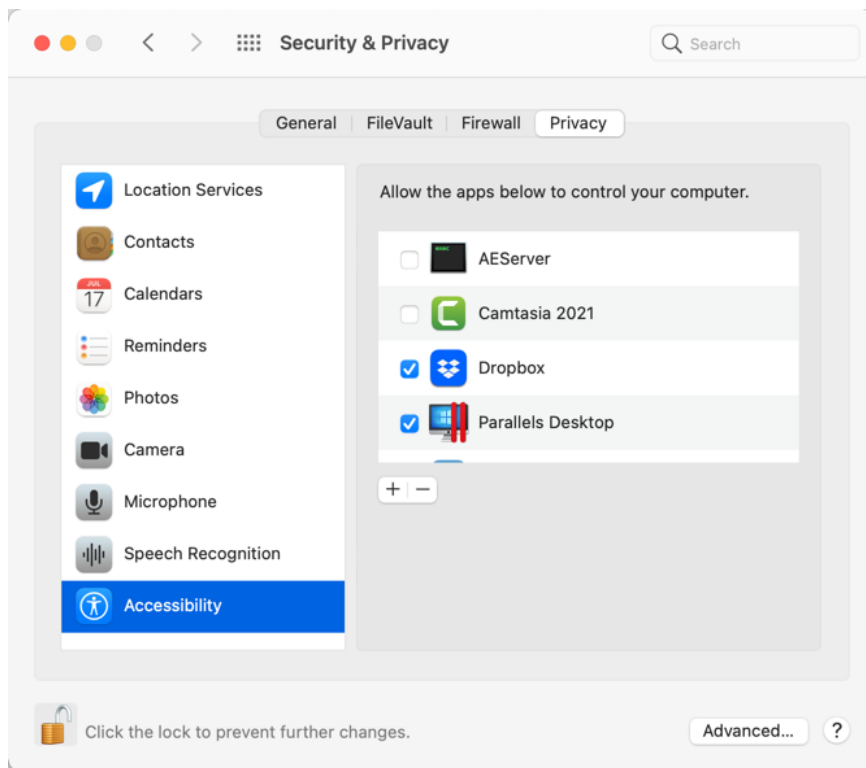 Security & Privacy
Search
General
FileVault
Firewall
Privacy
Location Services
Contacts
JUL
17
Calendars
Reminders
Photos
Camera
Microphone
Speech Recognition
Accessibility
Allow the apps below to control your computer.
AEServer
Camtasia 2021
Dropbox
Parallels Desktop
+
−
Click the lock to prevent further changes.
Advanced...
?